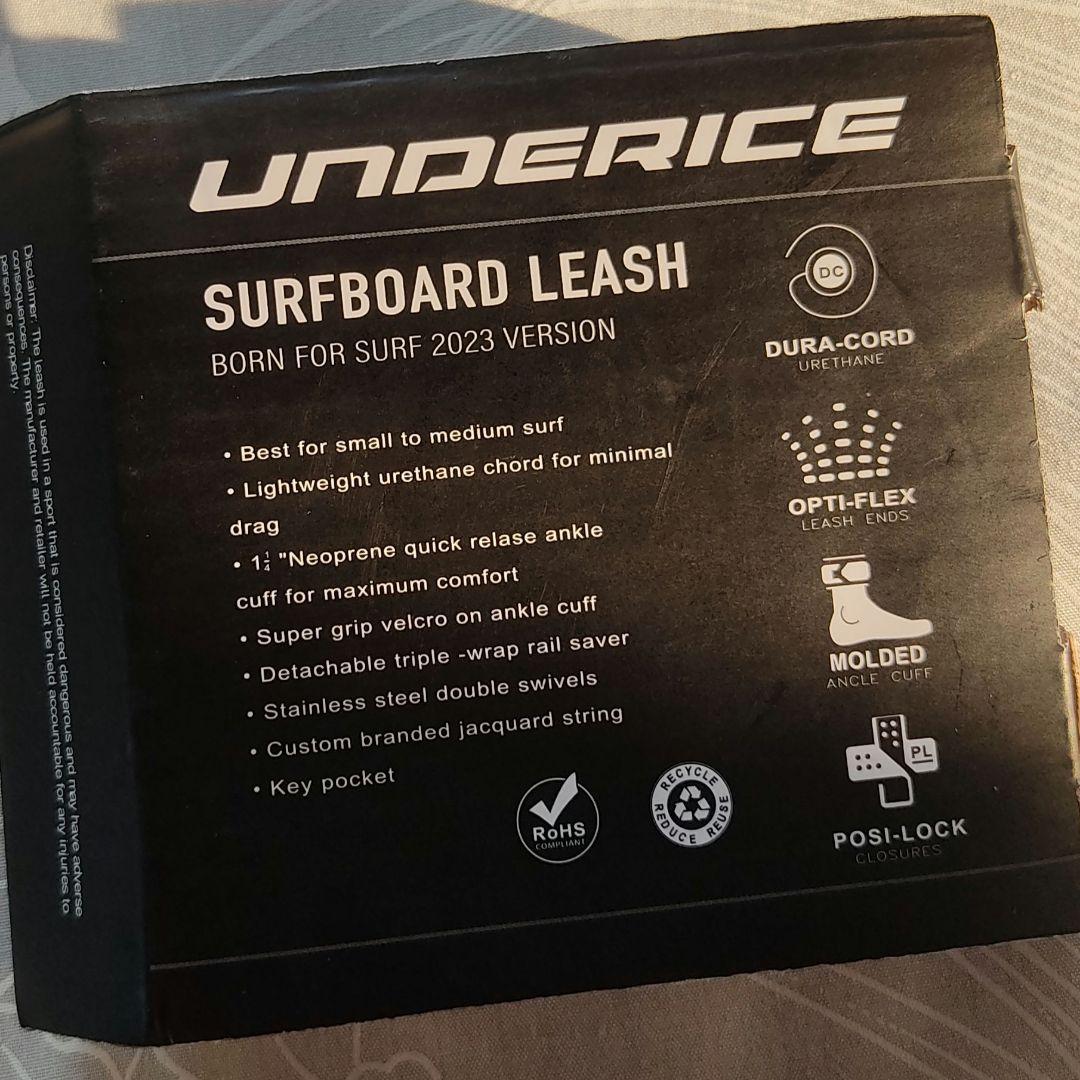 UNDERICE
SURFBOARD LEASH
BORN FOR SURF 2023 VERSION
• Best for small to medium surf
• Lightweight urethane chord for minimal
drag
• 1¼ "Neoprene quick relase ankle
cuff for maximum comfort
• Super grip velcro on ankle cuff
• Detachable triple -wrap rail saver
• Stainless steel double swivels
• Custom branded jacquard string
• Key pocket
DC
DURA-CORD
URETHANE
OPTI-FLEX
LEASH ENDS
MOLDED
ANGLE CUFF
PL
POSI-LOCK
CLOSURES
RoHS
COMPLIANT
RECYCLE
REDUCE REUSE
Disclaimer: The leash is used in a sport that is considered dangerous and may have adverse
consequences. The manufacturer and retailer will not be held accountable for any injuries to
persons or property.